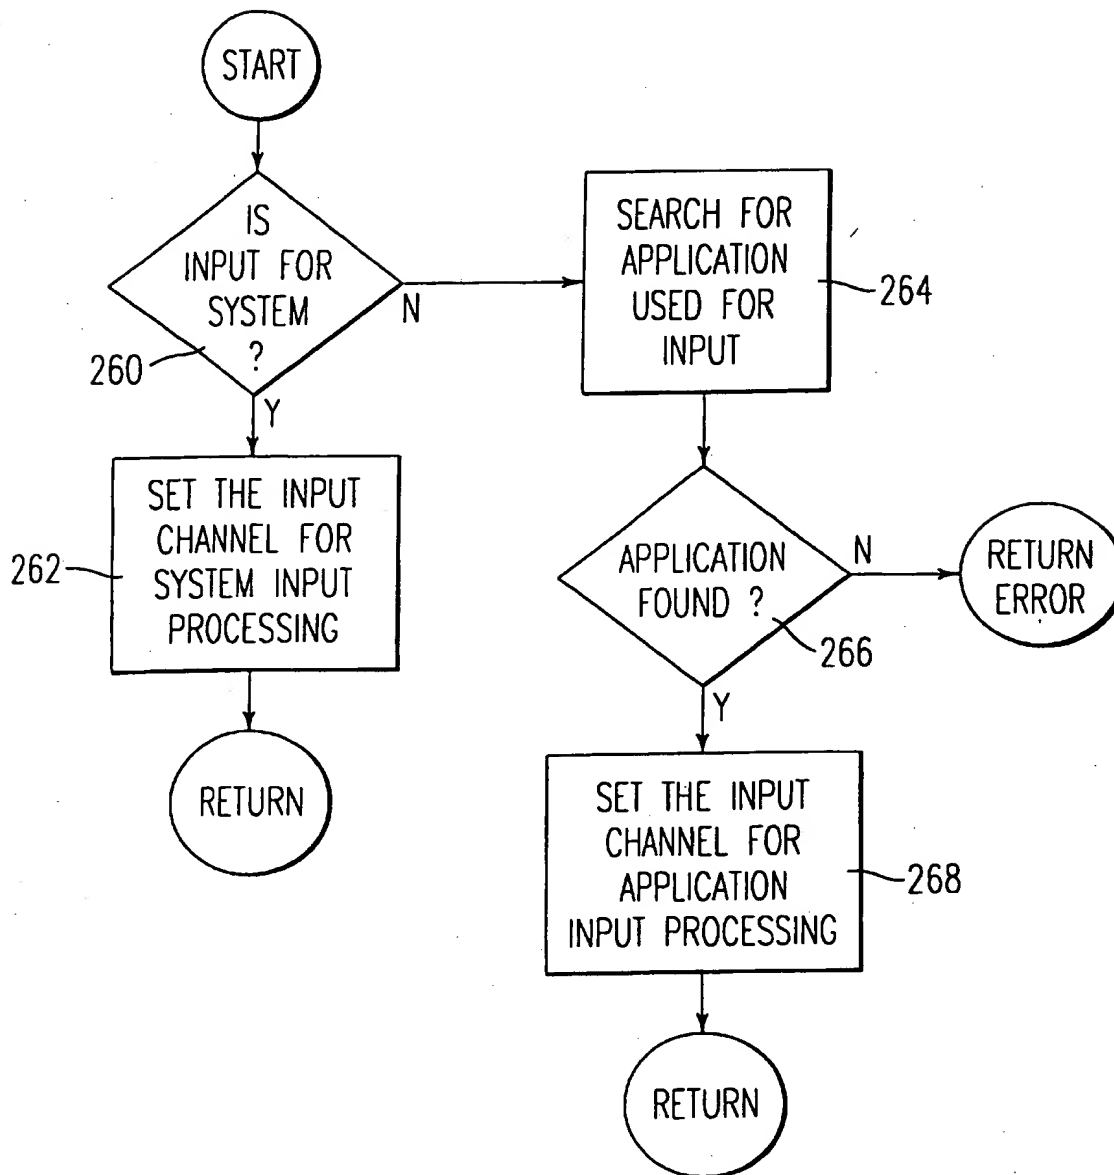 START
IS
INPUT FOR
SYSTEM
?
260
N
Y
SET THE INPUT
CHANNEL FOR
SYSTEM INPUT
PROCESSING
262
RETURN
SEARCH FOR
APPLICATION
USED FOR
INPUT
264
APPLICATION
FOUND ?
266
N
RETURN
ERROR
Y
SET THE INPUT
CHANNEL FOR
APPLICATION
INPUT PROCESSING
268
RETURN